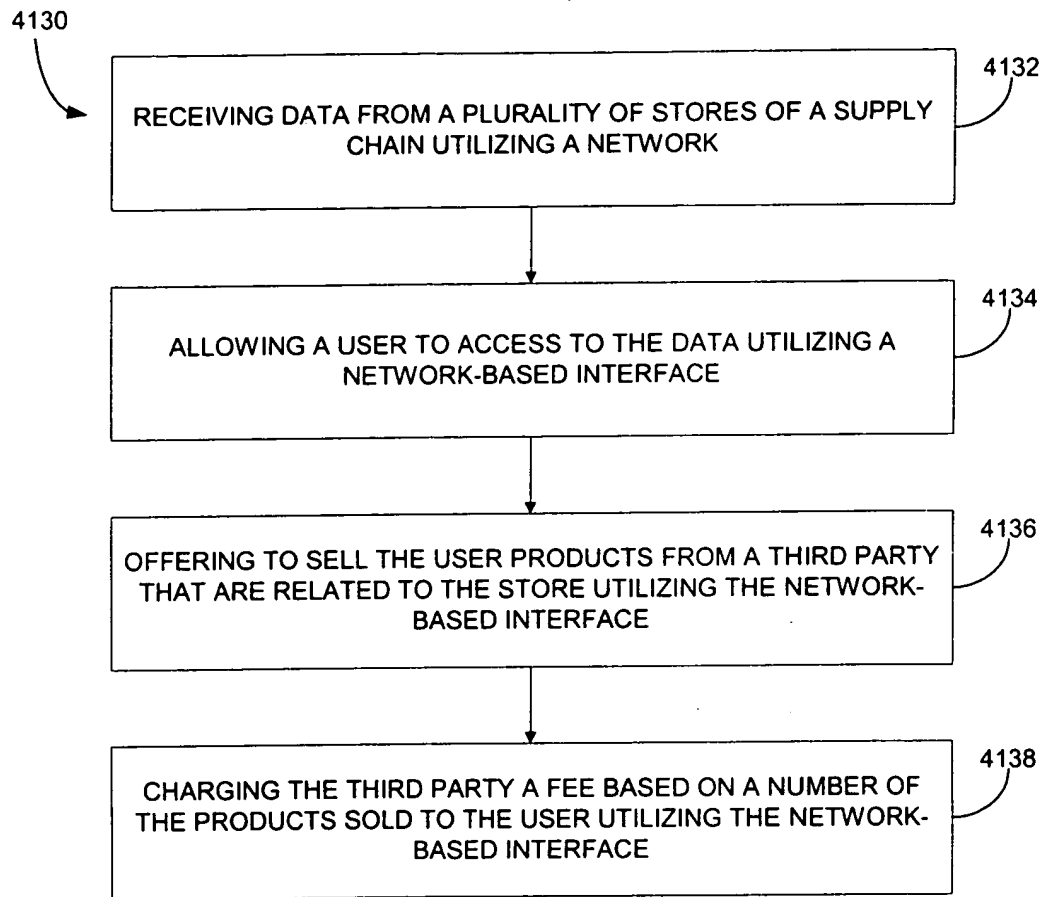 4130
4132
RECEIVING DATA FROM A PLURALITY OF STORES OF A SUPPLY
CHAIN UTILIZING A NETWORK
4134
ALLOWING A USER TO ACCESS TO THE DATA UTILIZING A
NETWORK-BASED INTERFACE
4136
OFFERING TO SELL THE USER PRODUCTS FROM A THIRD PARTY
THAT ARE RELATED TO THE STORE UTILIZING THE NETWORK-
BASED INTERFACE
4138
CHARGING THE THIRD PARTY A FEE BASED ON A NUMBER OF
THE PRODUCTS SOLD TO THE USER UTILIZING THE NETWORK-
BASED INTERFACE